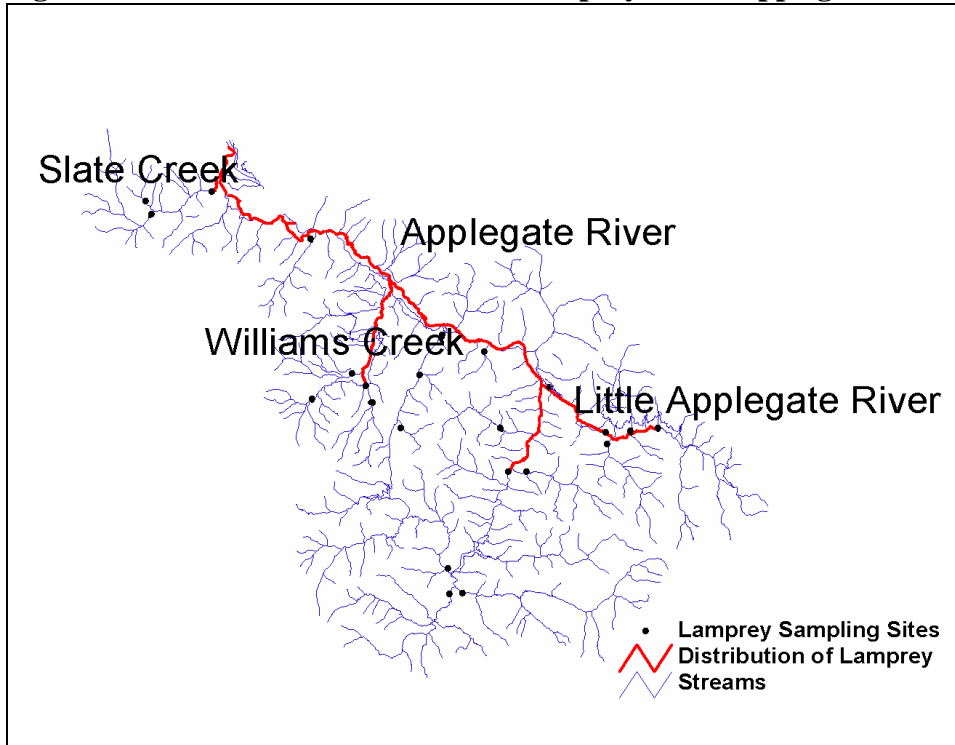 Slate Creek
Applegate River
Williams Creek
Little Applegate River
Lamprey Sampling Sites
Distribution of Lamprey
Streams